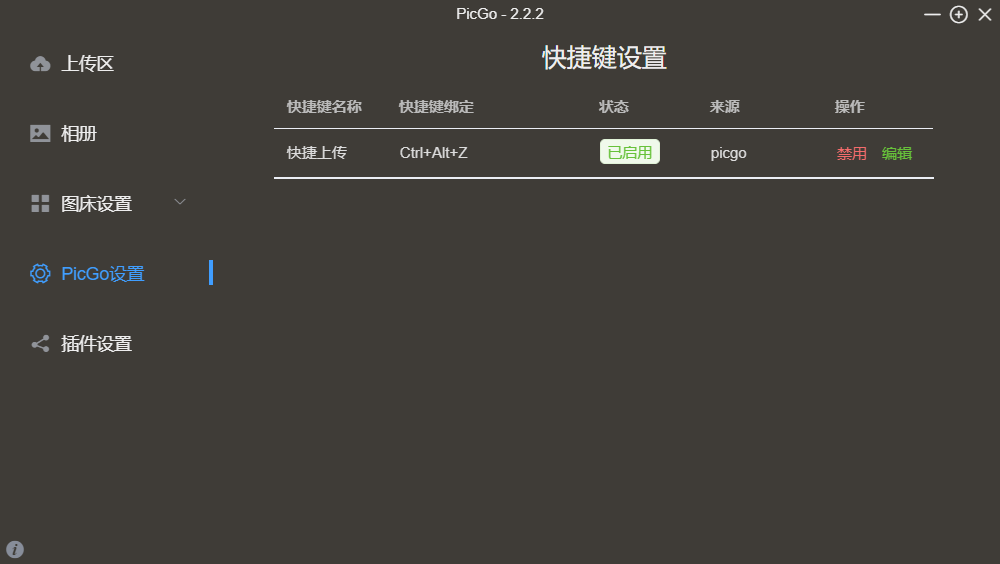 PicGo - 2.2.2
上传区
相册
图床设置
PicGo设置
插件设置
快捷键设置
快捷键名称 快捷键绑定 状态 来源 操作
快捷上传 Ctrl+Alt+Z 已启用 picgo 禁用 编辑